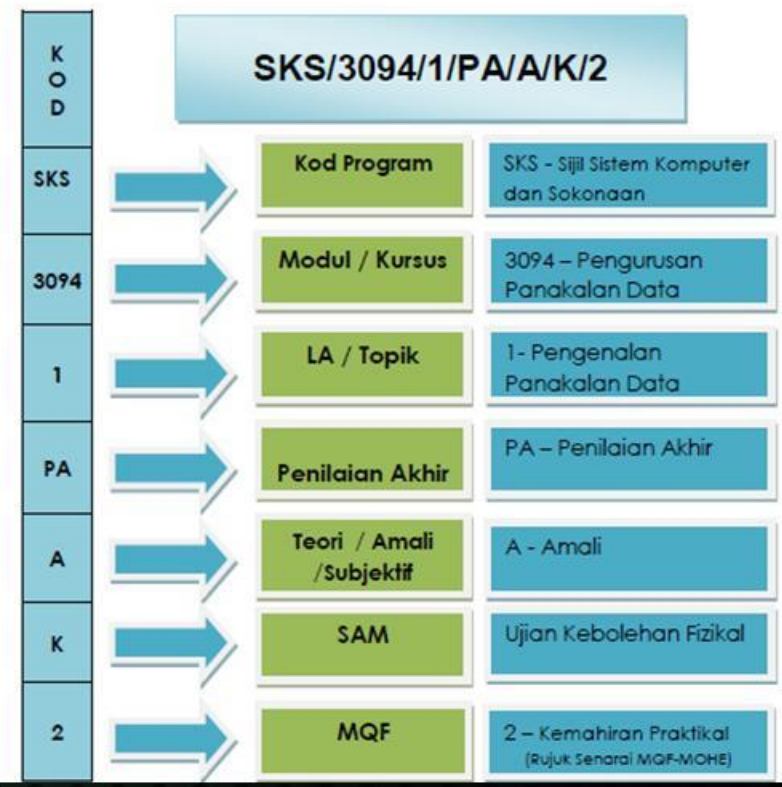 K
O
D
SKS/3094/1/PA/A/K/2
SKS
Kod Program
SKS - Sijil Sistem Komputer
dan Sokonaan
3094
Modul / Kursus
3094 – Pengurusan
Panakalan Data
1
LA / Topik
1- Pengenalan
Panakalan Data
PA
Penilaian Akhir
PA – Penilaian Akhir
A
Teori / Amali
/Subjektif
A - Amali
K
SAM
Ujian Kebolehan Fizikal
2
MQF
2 – Kemahiran Praktikal
(Rujuk Senarai MQF-MOHE)